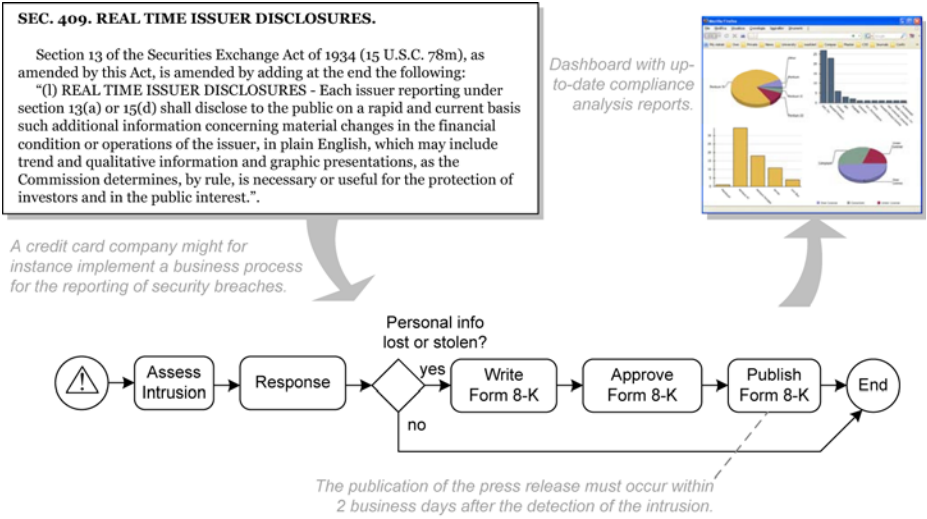 SEC. 409. REAL TIME ISSUER DISCLOSURES.
Section 13 of the Securities Exchange Act of 1934 (15 U.S.C. 78m), as
amended by this Act, is amended by adding at the end the following:
“(l) REAL TIME ISSUER DISCLOSURES - Each issuer reporting under
section 13(a) or 15(d) shall disclose to the public on a rapid and current basis
such additional information concerning material changes in the financial
condition or operations of the issuer, in plain English, which may include
trend and qualitative information and graphic presentations, as the
Commission determines, by rule, is necessary or useful for the protection of
investors and in the public interest.”.
Dashboard with up-
to-date compliance
analysis reports.
A credit card company might for
instance implement a business process
for the reporting of security breaches.
Personal info
lost or stolen?
Assess
Intrusion
Response
yes
Write
Form 8-K
Approve
Form 8-K
Publish
Form 8-K
End
no
The publication of the press release must occur within
2 business days after the detection of the intrusion.